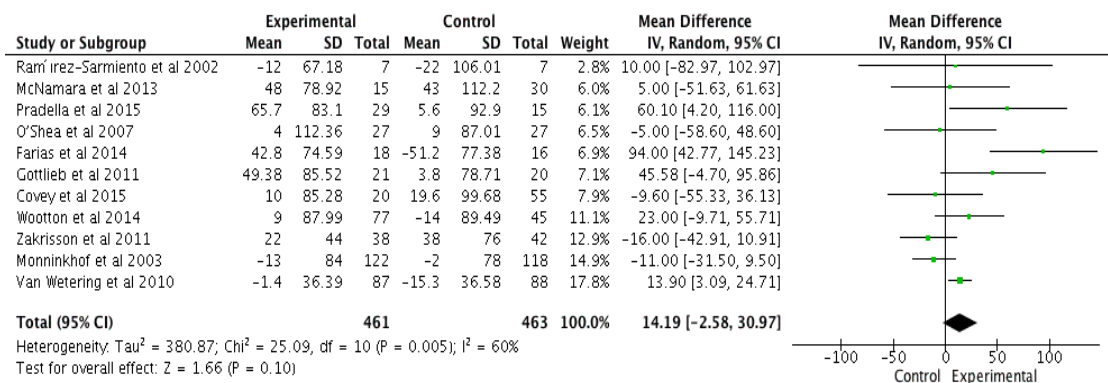 Experimental Control Mean Difference Mean Difference
Study or Subgroup Mean SD Total Mean SD Total Weight IV, Random, 95% CI IV, Random, 95% CI
Ramírez-Sarmiento et al 2002 -12 67.18 7 -22 106.01 7 2.8% 10.00 [-82.97, 102.97]
McNamara et al 2013 48 78.92 15 43 112.2 30 6.0% 5.00 [-51.63, 61.63]
Pradella et al 2015 65.7 83.1 29 5.6 92.9 15 6.1% 60.10 [4.20, 116.00]
O'Shea et al 2007 4 112.36 27 9 87.01 27 6.5% -5.00 [-58.60, 48.60]
Farias et al 2014 42.8 74.59 18 -51.2 77.38 16 6.9% 94.00 [42.77, 145.23]
Gottlieb et al 2011 49.38 85.52 21 3.8 78.71 20 7.1% 45.58 [-4.70, 95.86]
Covey et al 2015 10 85.28 20 19.6 99.68 55 8.1% -9.60 [-55.33, 36.13]
Wootton et al 2014 9 87.99 77 -14 89.49 45 11.1% 23.00 [-9.71, 55.71]
Zakrisson et al 2011 22 44 38 38 76 42 12.9% -16.00 [-42.91, 10.91]
Monninkhof et al 2003 -13 84 122 -2 78 118 14.9% -11.00 [-31.50, 9.50]
Van Wetering et al 2010 -1.4 36.39 87 -15.3 36.58 88 17.8% 13.90 [3.09, 24.71]
Total (95% CI) 461 463 100.0% 14.19 [-2.58, 30.97]
Heterogeneity: Tau² = 380.87; Chi² = 25.09, df = 10 (P = 0.005); I² = 60%
Test for overall effect: Z = 1.66 (P = 0.10)
-100 -50 0 50 100
Control Experimental